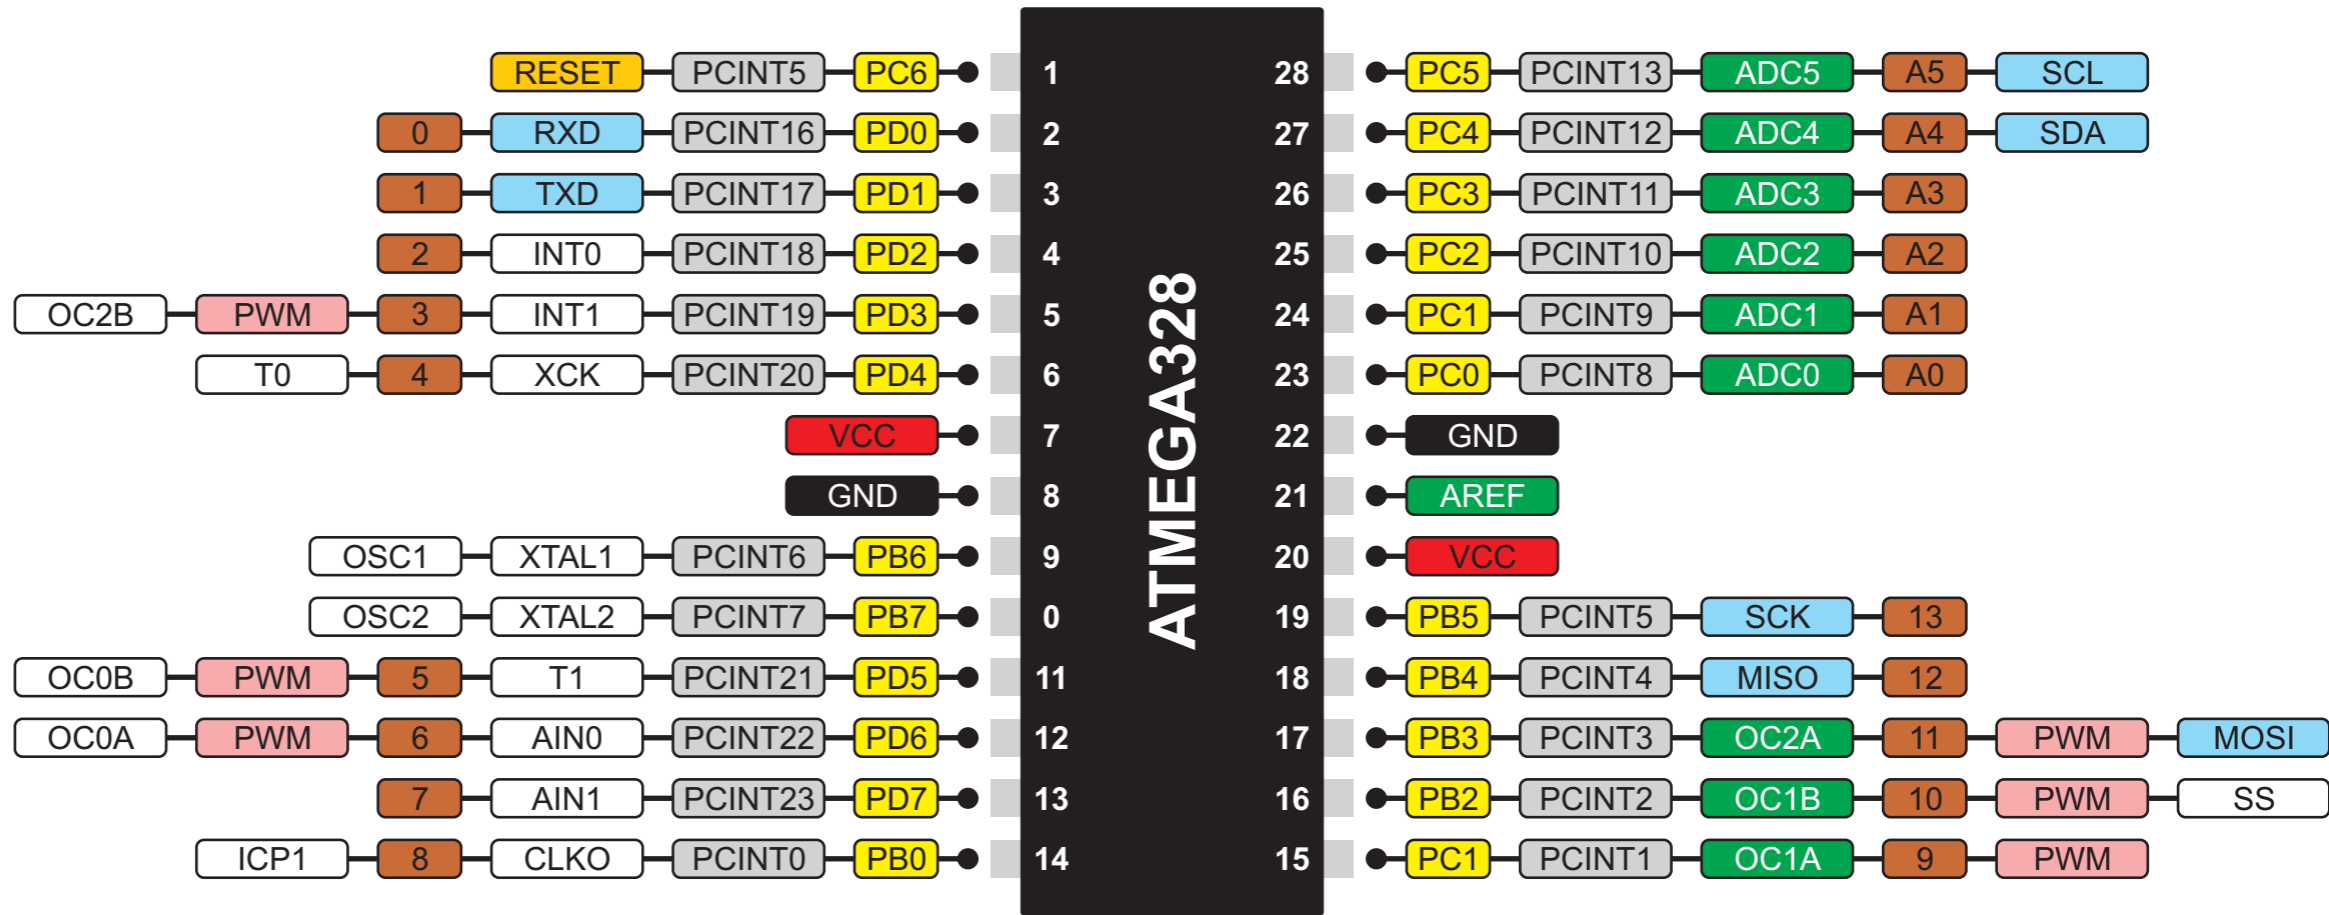 RESET PCINT5 PC6 1 28 PC5 PCINT13 ADC5 A5 SCL
0 RXD PCINT16 PD0 2 27 PC4 PCINT12 ADC4 A4 SDA
1 TXD PCINT17 PD1 3 26 PC3 PCINT11 ADC3 A3
2 INT0 PCINT18 PD2 4 25 PC2 PCINT10 ADC2 A2
OC2B PWM 3 INT1 PCINT19 PD3 5 24 PC1 PCINT9 ADC1 A1
T0 4 XCK PCINT20 PD4 6 23 PC0 PCINT8 ADC0 A0
VCC 7 22 GND
ATMEGA328
GND 8 21 AREF
OSC1 XTAL1 PCINT6 PB6 9 20 VCC
OSC2 XTAL2 PCINT7 PB7 0 19 PB5 PCINT5 SCK 13
OC0B PWM 5 T1 PCINT21 PD5 11 18 PB4 PCINT4 MISO 12
OC0A PWM 6 AIN0 PCINT22 PD6 12 17 PB3 PCINT3 OC2A 11 PWM MOSI
7 AIN1 PCINT23 PD7 13 16 PB2 PCINT2 OC1B 10 PWM SS
ICP1 8 CLKO PCINT0 PB0 14 15 PC1 PCINT1 OC1A 9 PWM